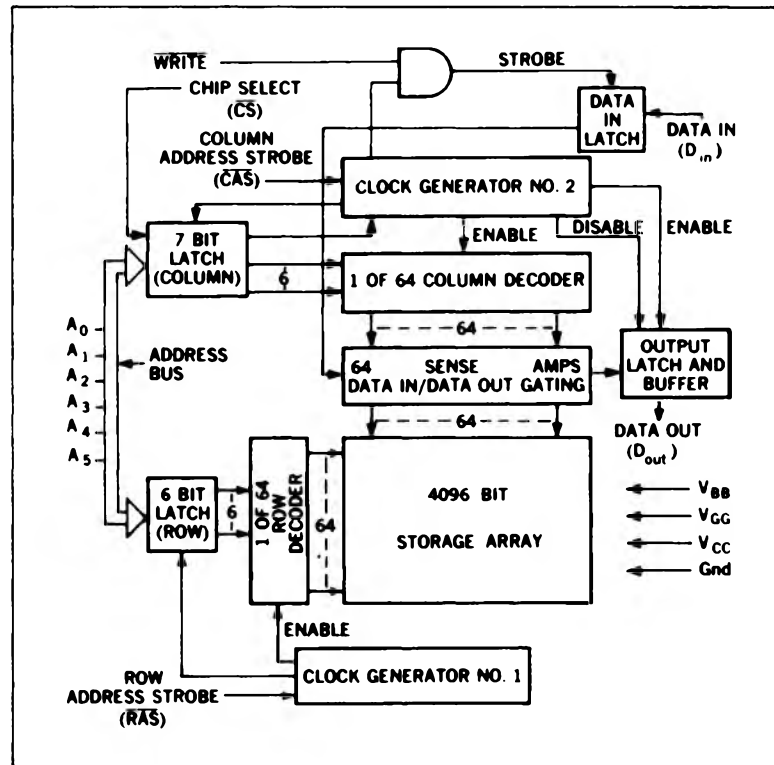 WRITE
STROBE
CHIP SELECT
(CS)
DATA
IN
LATCH
DATA IN
(Din)
COLUMN
ADDRESS STROBE
(CAS)
CLOCK GENERATOR NO. 2
7 BIT
LATCH
(COLUMN)
ENABLE
DISABLE
ENABLE
6
1 OF 64 COLUMN DECODER
64
A0
A1
A2
A3
A4
A5
ADDRESS
BUS
64 SENSE AMPS
DATA IN/DATA OUT GATING
OUTPUT
LATCH AND
BUFFER
64
DATA OUT
(Dout)
6 BIT
LATCH
(ROW)
6
1 OF 64
ROW
DECODER
64
4096 BIT
STORAGE ARRAY
VBB
VGG
VCC
Gnd
ENABLE
ROW
ADDRESS STROBE
(RAS)
CLOCK GENERATOR NO. 1